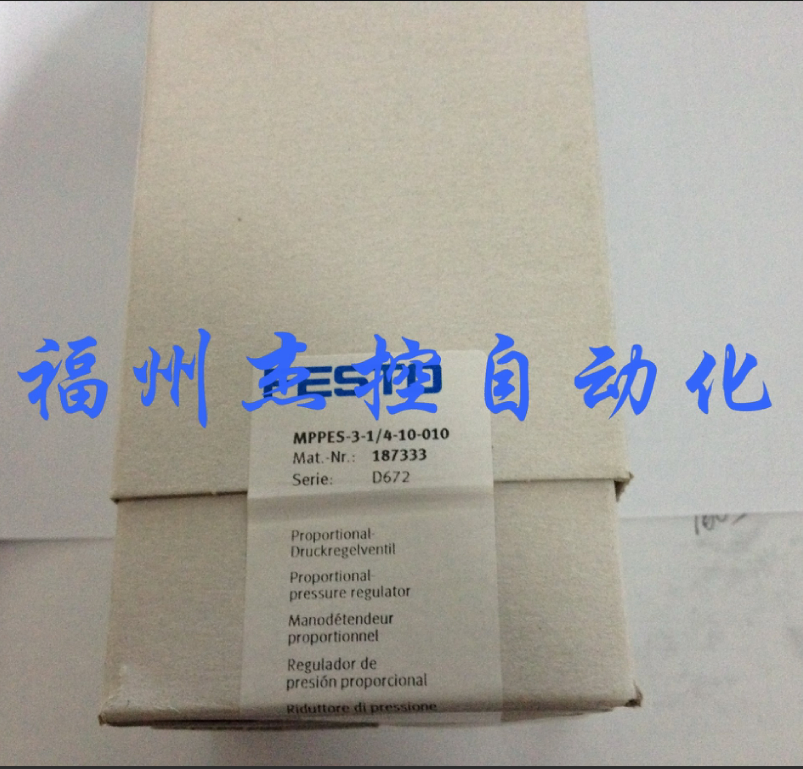 福州杰控自动化
FESTO
MPPES-3-1/4-10-010
Mat.-Nr.: 187333
Serie: D672
Proportional-
Druckregelventil
Proportional-
pressure regulator
Manodétendeur
proportionnel
Regulador de
presión proporcional
Riduttore di pressione